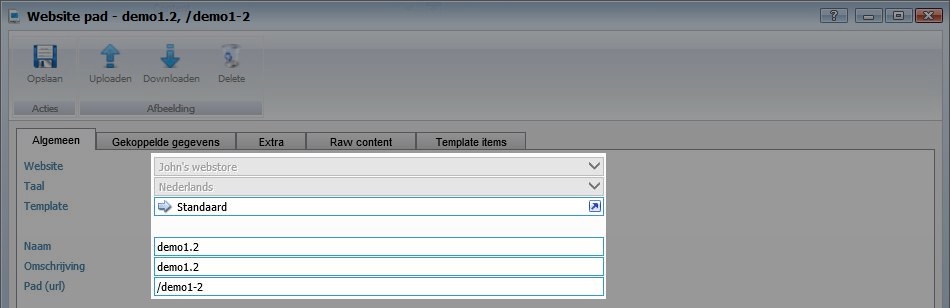 Website pad - demo1.2, /demo1-2
?
Opslaan Uploaden Downloaden Delete
Acties Afbeelding
Algemeen Gekoppelde gegevens Extra Raw content Template items
Website John's webstore
Taal Nederlands
Template Standaard
Naam demo1.2
Omschrijving demo1.2
Pad (url) /demo1-2